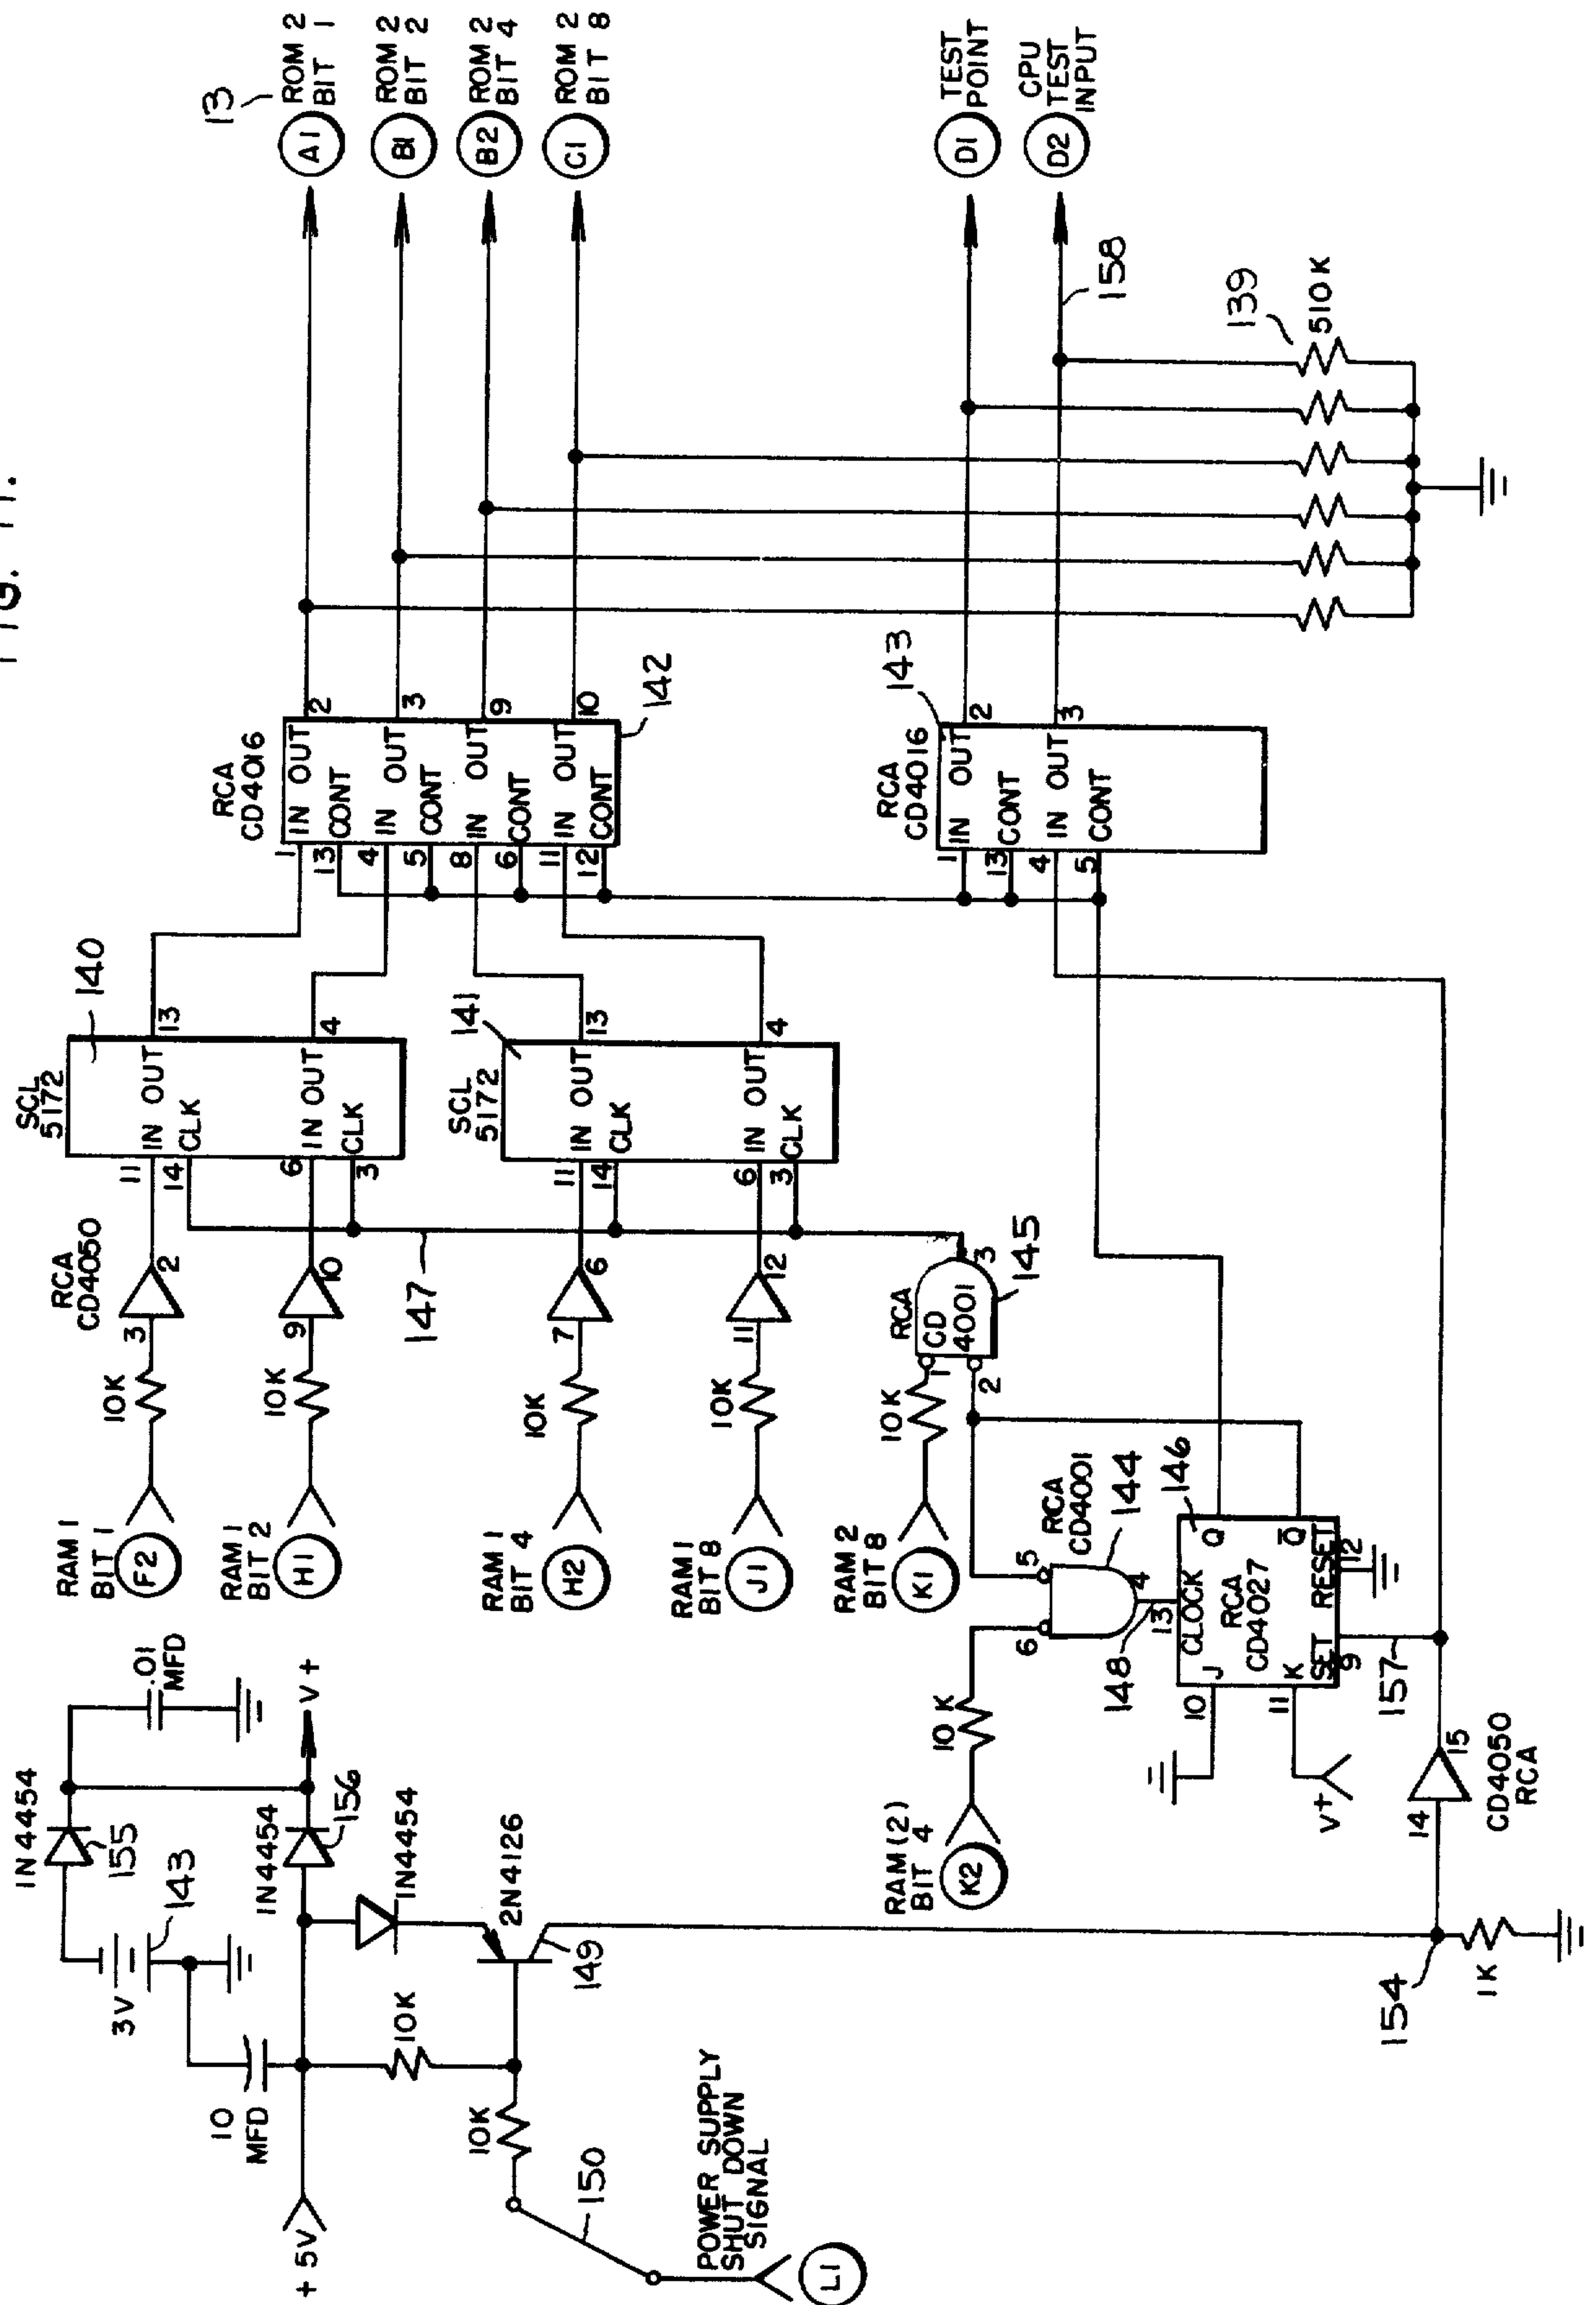 FIG. 11.
+5V
10
MFD
3V
143
1N4454
155
.01
MFD
V+
1N4454
156
1N4454
10K
2N4126
149
10K
150
POWER SUPPLY
SHUT DOWN
SIGNAL
L1
154
1K
14
15
CD4050
RCA
157
RAM 1
BIT 1
F2
10K
3
2
RCA
CD4050
RAM 1
BIT 2
H1
10K
9
10
RAM 1
BIT 4
H2
10K
7
6
RAM 1
BIT 8
J1
10K
11
12
147
RAM 2
BIT 8
K1
10K
1
2
3
RCA
CD
4001
145
RAM (2)
BIT 4
K2
10K
6
5
4
RCA
CD4001
144
148
13
CLOCK
RCA
CD4027
146
10
J
11
K
V+
Q
Q̅
SET
9
RESET
12
SCL
5172
140
11
IN OUT
13
14
CLK
6
IN OUT
4
3
CLK
SCL
5172
141
11
IN OUT
13
14
CLK
6
IN OUT
4
3
CLK
RCA
CD4016
142
1
IN OUT
2
13
CONT
4
IN OUT
3
5
CONT
8
IN OUT
9
6
CONT
11
IN OUT
10
12
CONT
RCA
CD4016
143
1
IN OUT
2
13
CONT
4
IN OUT
3
5
CONT
13
A1
ROM 2
BIT 1
B1
ROM 2
BIT 2
B2
ROM 2
BIT 4
C1
ROM 2
BIT 8
D1
TEST
POINT
D2
CPU
TEST
INPUT
158
139
510K